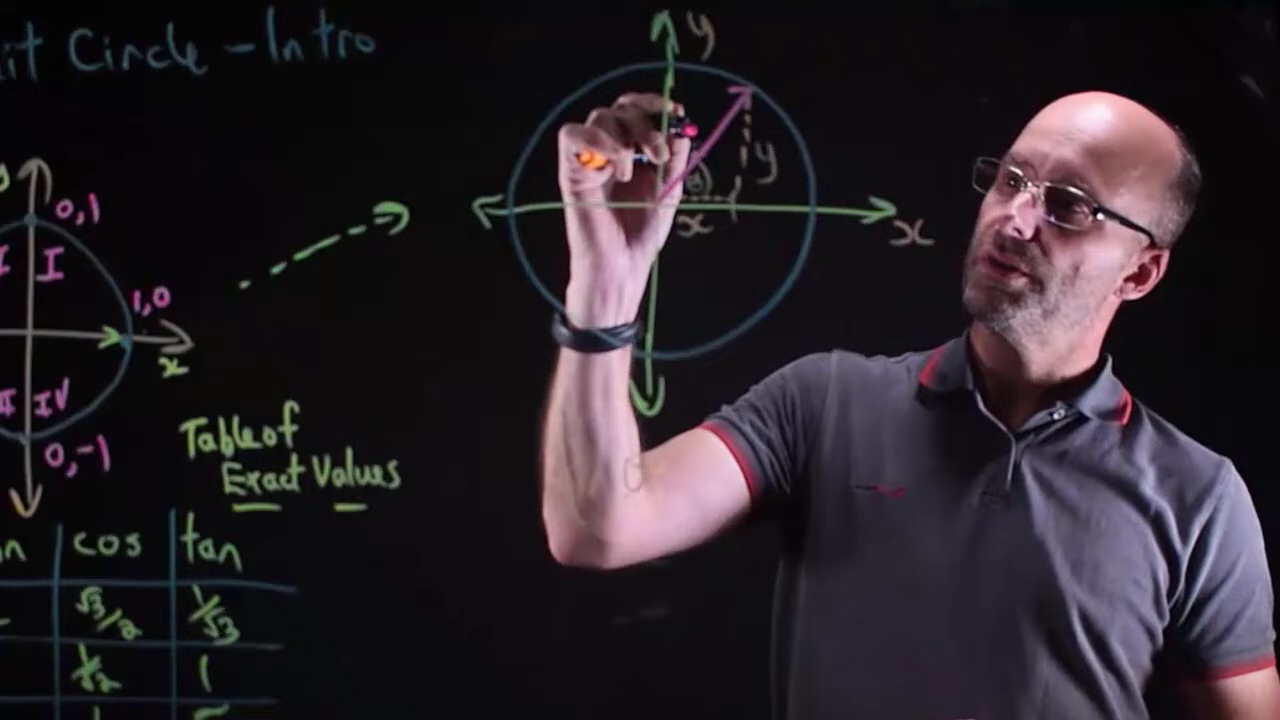 it Circle - Intro
y
y
x
x
θ
y
0,1
I I
1,0
x
II IV
0,-1
Table of
Exact Values
n cos tan
√3/2 1/√3
1/√2 1